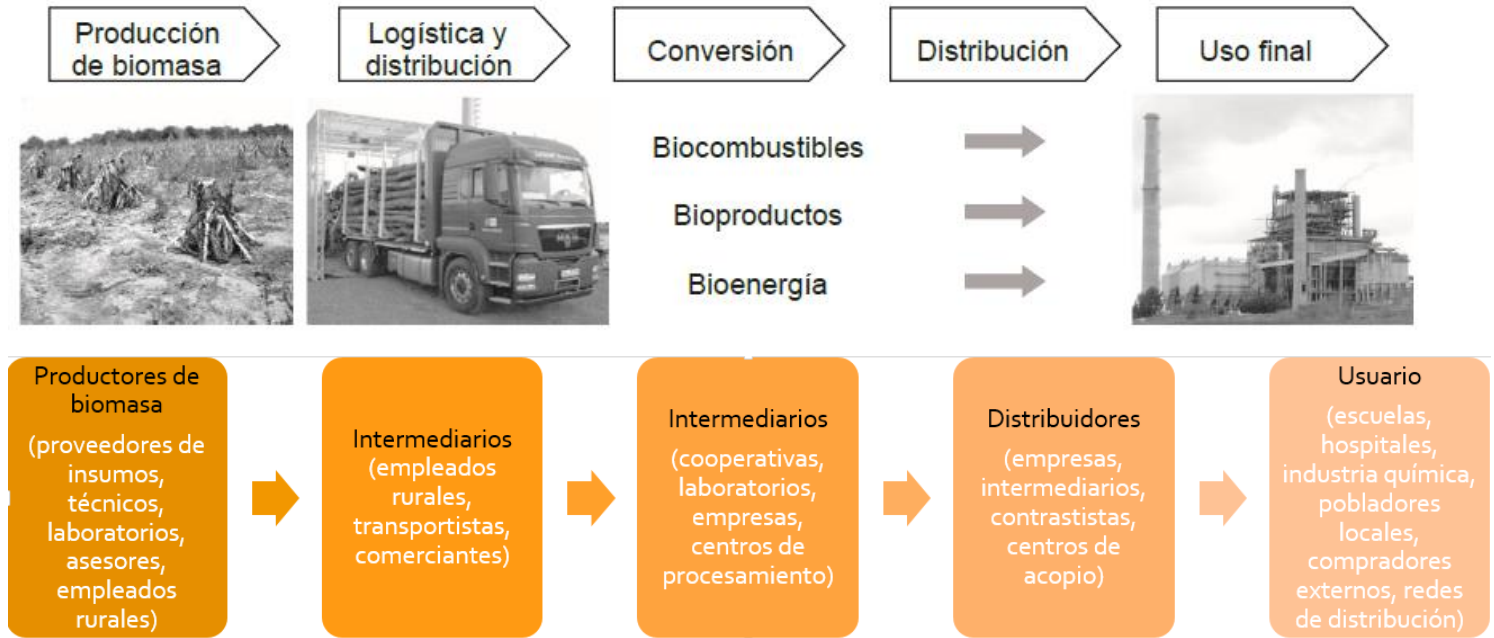 Producción
de biomasa
Logística y
distribución
Conversión
Distribución
Uso final
Biocombustibles
Bioproductos
Bioenergía
Productores de
biomasa
(proveedores de
insumos,
técnicos,
laboratorios,
asesores,
empleados
rurales)
Intermediarios
(empleados
rurales,
transportistas,
comerciantes)
Intermediarios
(cooperativas,
laboratorios,
empresas,
centros de
procesamiento)
Distribuidores
(empresas,
intermediarios,
contrastistas,
centros de
acopio)
Usuario
(escuelas,
hospitales,
industria química,
pobladores
locales,
compradores
externos, redes
de distribución)